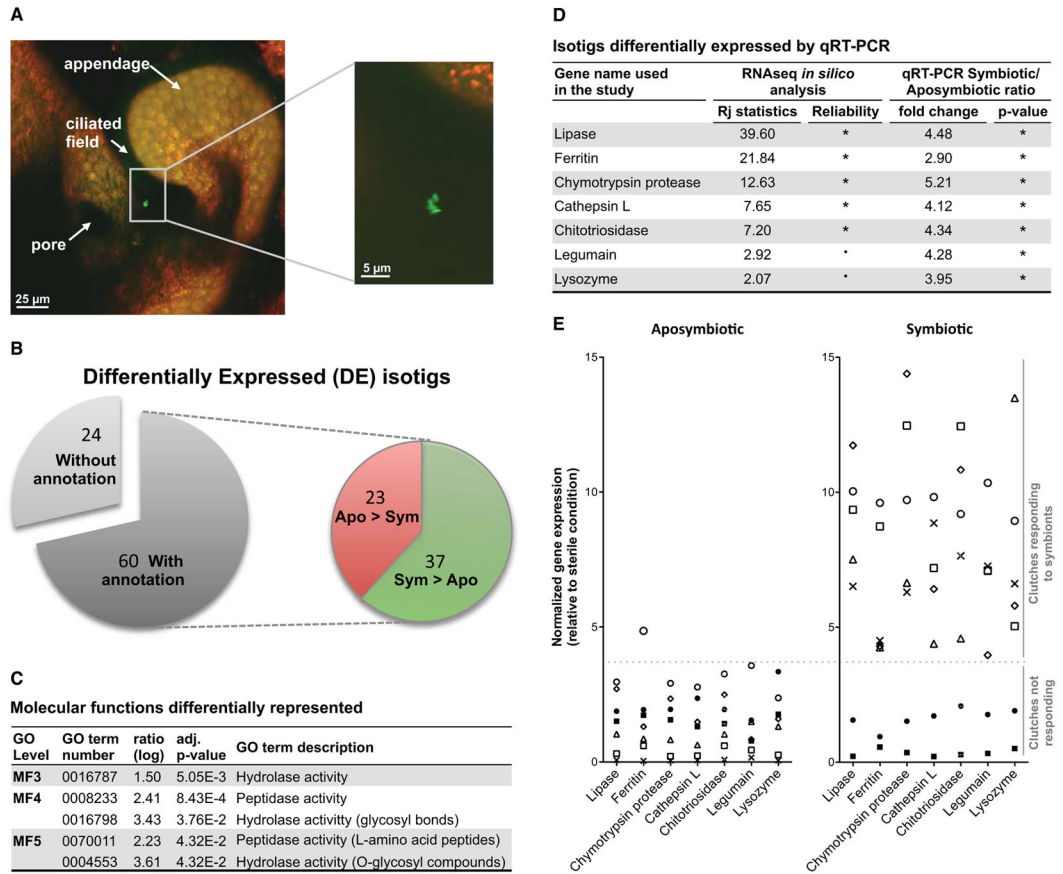 A
appendage
ciliated
field
pore
25 µm
5 µm
B
Differentially Expressed (DE) isotigs
24
Without
annotation
60 With
annotation
23
Apo > Sym
37
Sym > Apo
C
Molecular functions differentially represented
GO Level GO term number ratio (log) adj. p-value GO term description
MF3 0016787 1.50 5.05E-3 Hydrolase activity
MF4 0008233 2.41 8.43E-4 Peptidase activity
0016798 3.43 3.76E-2 Hydrolase activitty (glycosyl bonds)
MF5 0070011 2.23 4.32E-2 Peptidase activity (L-amino acid peptides)
0004553 3.61 4.32E-2 Hydrolase activity (O-glycosyl compounds)
D
Isotigs differentially expressed by qRT-PCR
Gene name used in the study RNAseq in silico analysis qRT-PCR Symbiotic/ Aposymbiotic ratio
Rj statistics Reliability fold change p-value
Lipase 39.60 * 4.48 *
Ferritin 21.84 * 2.90 *
Chymotrypsin protease 12.63 * 5.21 *
Cathepsin L 7.65 * 4.12 *
Chitotriosidase 7.20 * 4.34 *
Legumain 2.92 • 4.28 *
Lysozyme 2.07 • 3.95 *
E
Aposymbiotic
Symbiotic
Normalized gene expression
(relative to sterile condition)
15
10
5
0
Lipase
Ferritin
Chymotrypsin protease
Cathepsin L
Chitotriosidase
Legumain
Lysozyme
15
10
5
0
Lipase
Ferritin
Chymotrypsin protease
Cathepsin L
Chitotriosidase
Legumain
Lysozyme
Clutches responding
to symbionts
Clutches not
responding